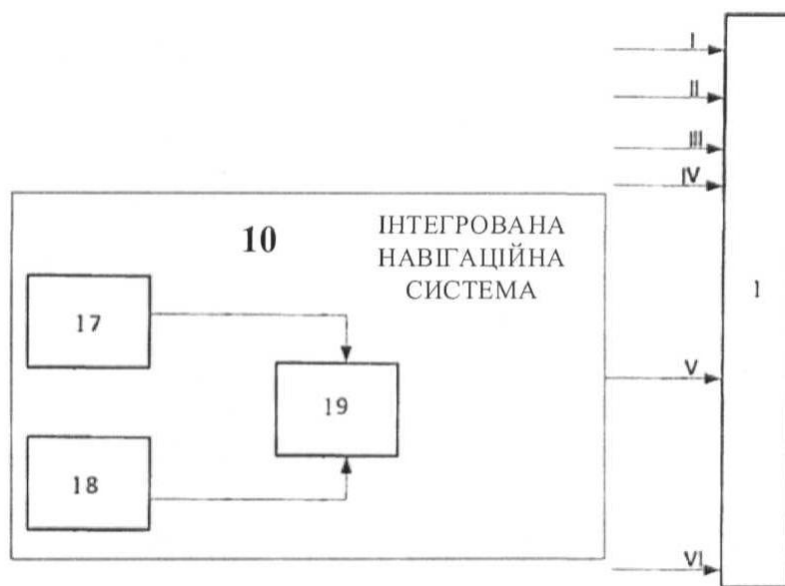 I
II
III
IV
10
ІНТЕГРОВАНА
НАВІГАЦІЙНА
СИСТЕМА
17
1
V
19
18
VI